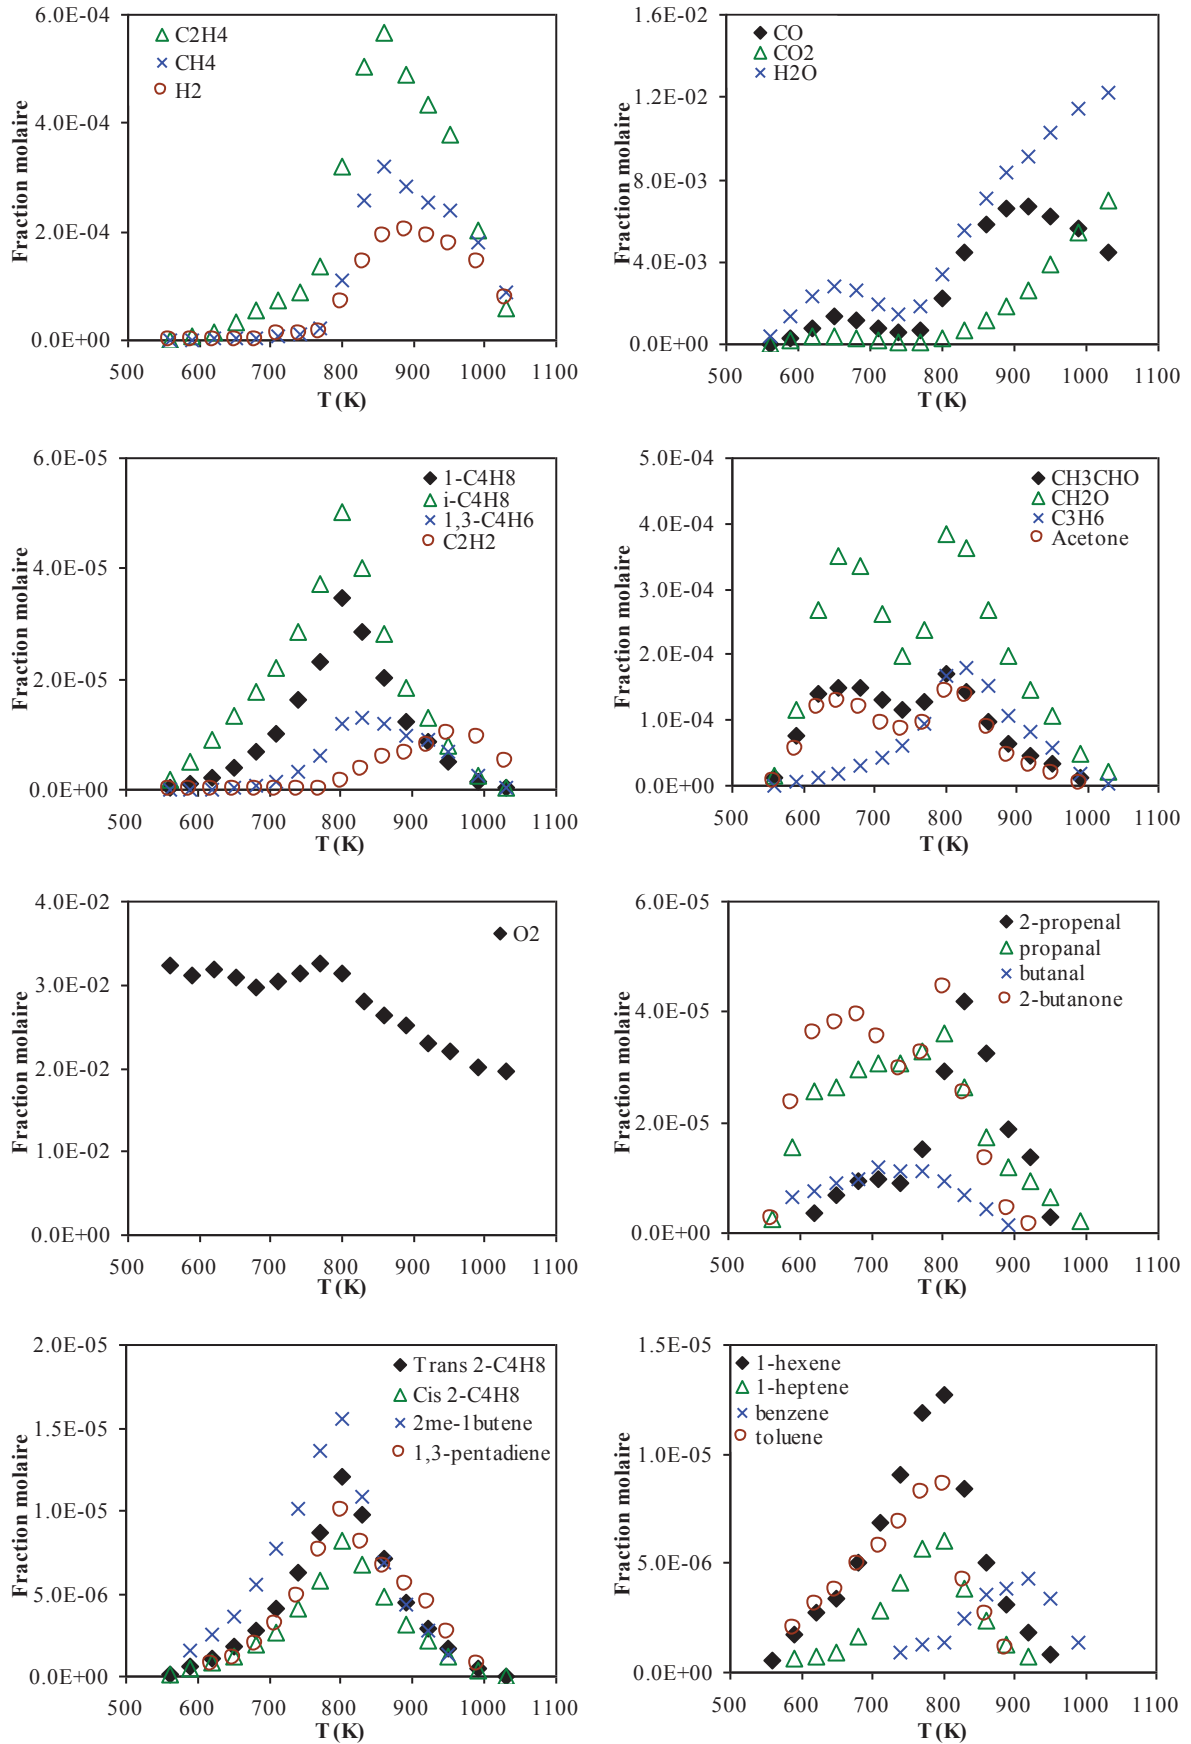 6.0E-04
4.0E-04
2.0E-04
0.0E+00
Fraction molaire
C2H4
CH4
H2
500 600 700 800 900 1000 1100
T (K)
1.6E-02
1.2E-02
8.0E-03
4.0E-03
0.0E+00
Fraction molaire
CO
CO2
H2O
500 600 700 800 900 1000 1100
T (K)
6.0E-05
4.0E-05
2.0E-05
0.0E+00
Fraction molaire
1-C4H8
i-C4H8
1,3-C4H6
C2H2
500 600 700 800 900 1000 1100
T (K)
5.0E-04
4.0E-04
3.0E-04
2.0E-04
1.0E-04
0.0E+00
Fraction molaire
CH3CHO
CH2O
C3H6
Acetone
500 600 700 800 900 1000 1100
T (K)
4.0E-02
3.0E-02
2.0E-02
1.0E-02
0.0E+00
Fraction molaire
O2
500 600 700 800 900 1000 1100
T (K)
6.0E-05
4.0E-05
2.0E-05
0.0E+00
Fraction molaire
2-propenal
propanal
butanal
2-butanone
500 600 700 800 900 1000 1100
T (K)
2.0E-05
1.5E-05
1.0E-05
5.0E-06
0.0E+00
Fraction molaire
Trans 2-C4H8
Cis 2-C4H8
2me-1butene
1,3-pentadiene
500 600 700 800 900 1000 1100
T (K)
1.5E-05
1.0E-05
5.0E-06
0.0E+00
Fraction molaire
1-hexene
1-heptene
benzene
toluene
500 600 700 800 900 1000 1100
T (K)